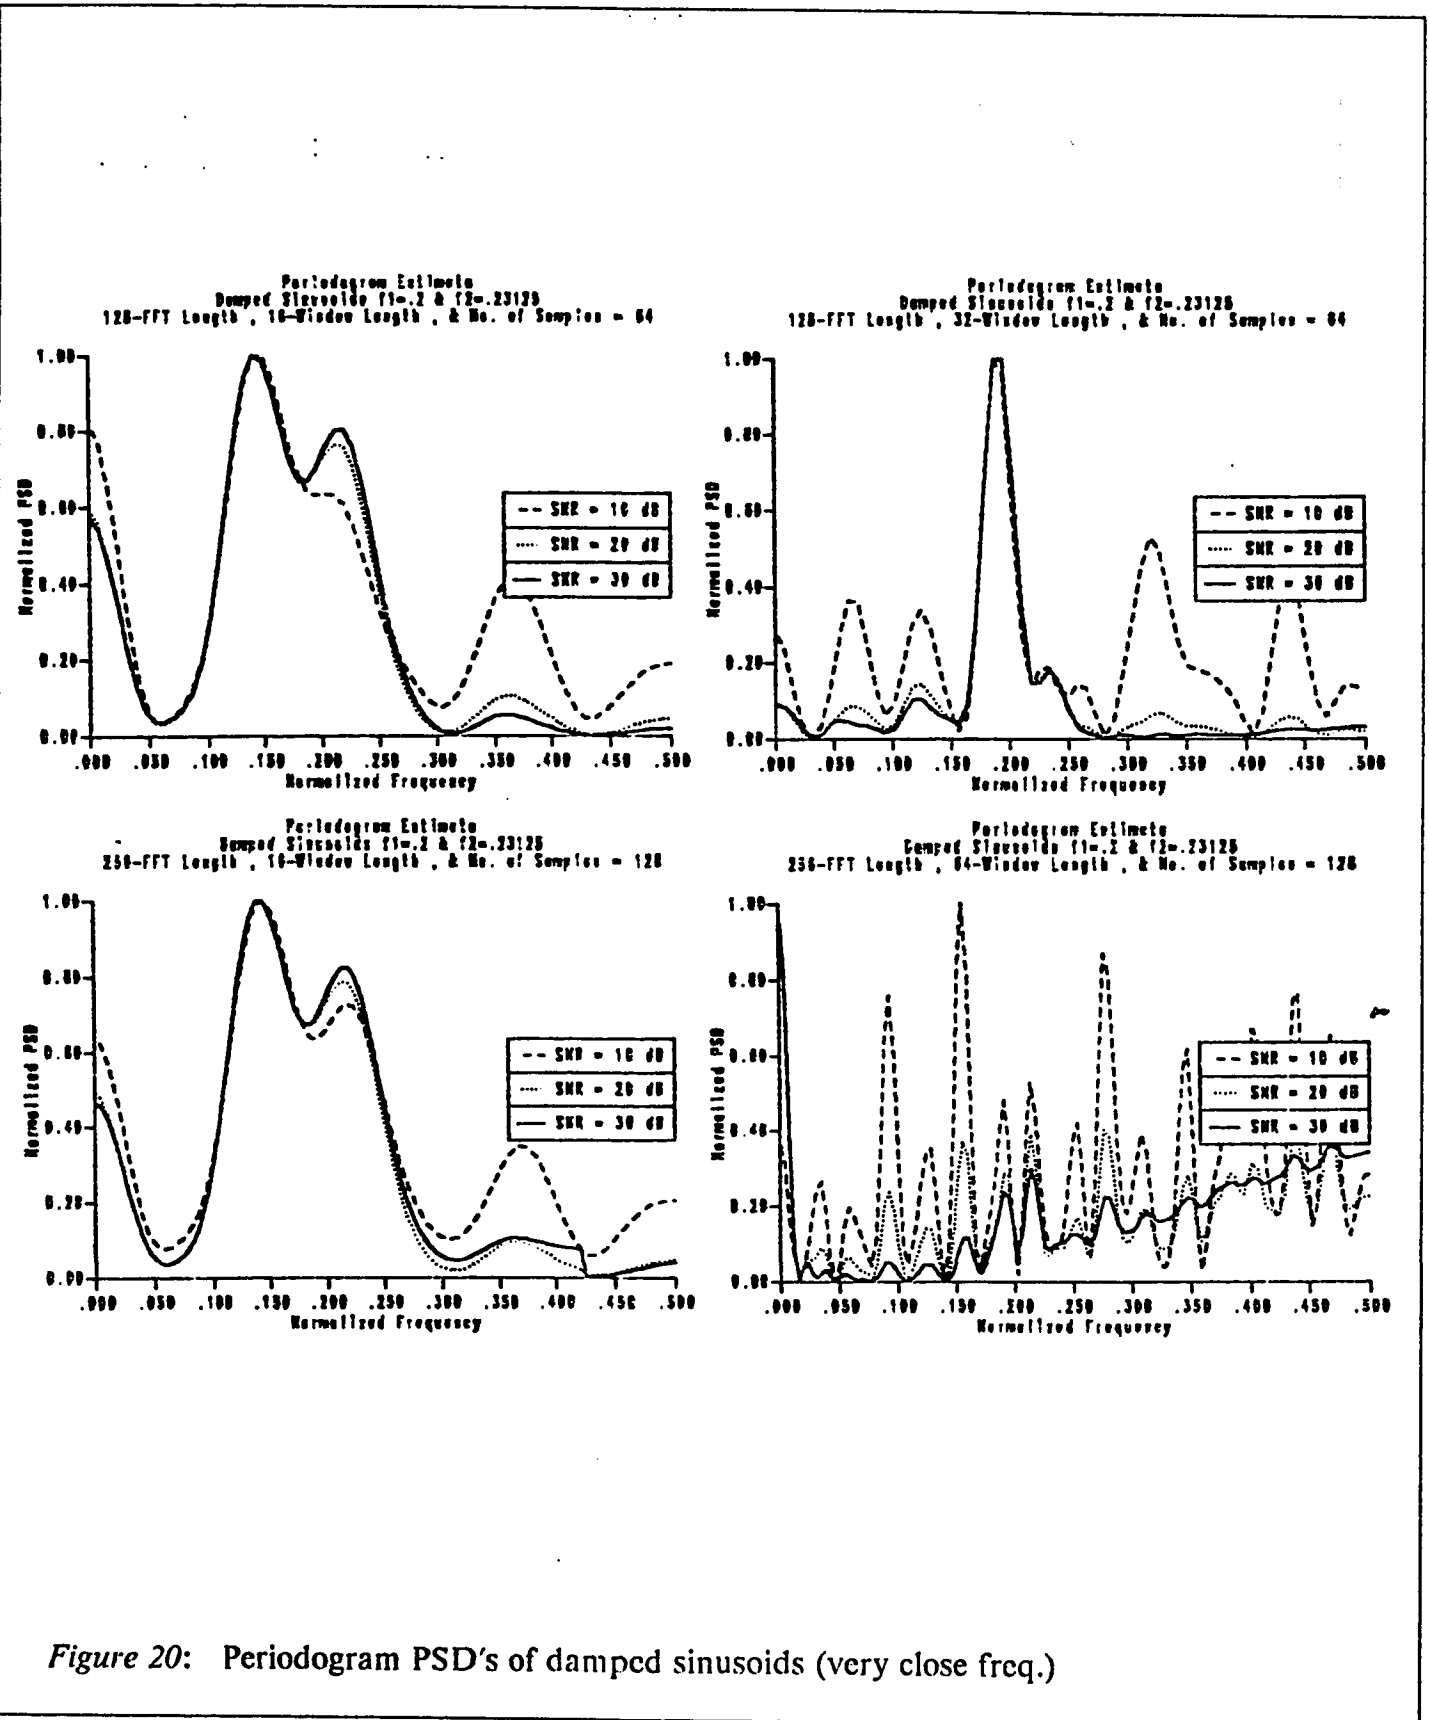 Periodogram Estimate
Damped Sinusoids f1=.2 & f2=.23125
128-FFT Length , 16-Window Length , & No. of Samples = 64
1.00
0.80
0.60
0.40
0.20
0.00
Normalized PSD
SNR = 10 dB
SNR = 20 dB
SNR = 30 dB
.000 .050 .100 .150 .200 .250 .300 .350 .400 .450 .500
Normalized Frequency
Periodogram Estimate
Damped Sinusoids f1=.2 & f2=.23125
128-FFT Length , 32-Window Length , & No. of Samples = 64
1.00
0.80
0.60
0.40
0.20
0.00
Normalized PSD
SNR = 10 dB
SNR = 20 dB
SNR = 30 dB
.000 .050 .100 .150 .200 .250 .300 .350 .400 .450 .500
Normalized Frequency
Periodogram Estimate
Damped Sinusoids f1=.2 & f2=.23125
256-FFT Length , 16-Window Length , & No. of Samples = 128
1.00
0.80
0.60
0.40
0.20
0.00
Normalized PSD
SNR = 10 dB
SNR = 20 dB
SNR = 30 dB
.000 .050 .100 .150 .200 .250 .300 .350 .400 .450 .500
Normalized Frequency
Periodogram Estimate
Damped Sinusoids f1=.2 & f2=.23125
256-FFT Length , 64-Window Length , & No. of Samples = 128
1.00
0.80
0.60
0.40
0.20
0.00
Normalized PSD
SNR = 10 dB
SNR = 20 dB
SNR = 30 dB
.000 .050 .100 .150 .200 .250 .300 .350 .400 .450 .500
Normalized Frequency
Figure 20: Periodogram PSD's of damped sinusoids (very close freq.)